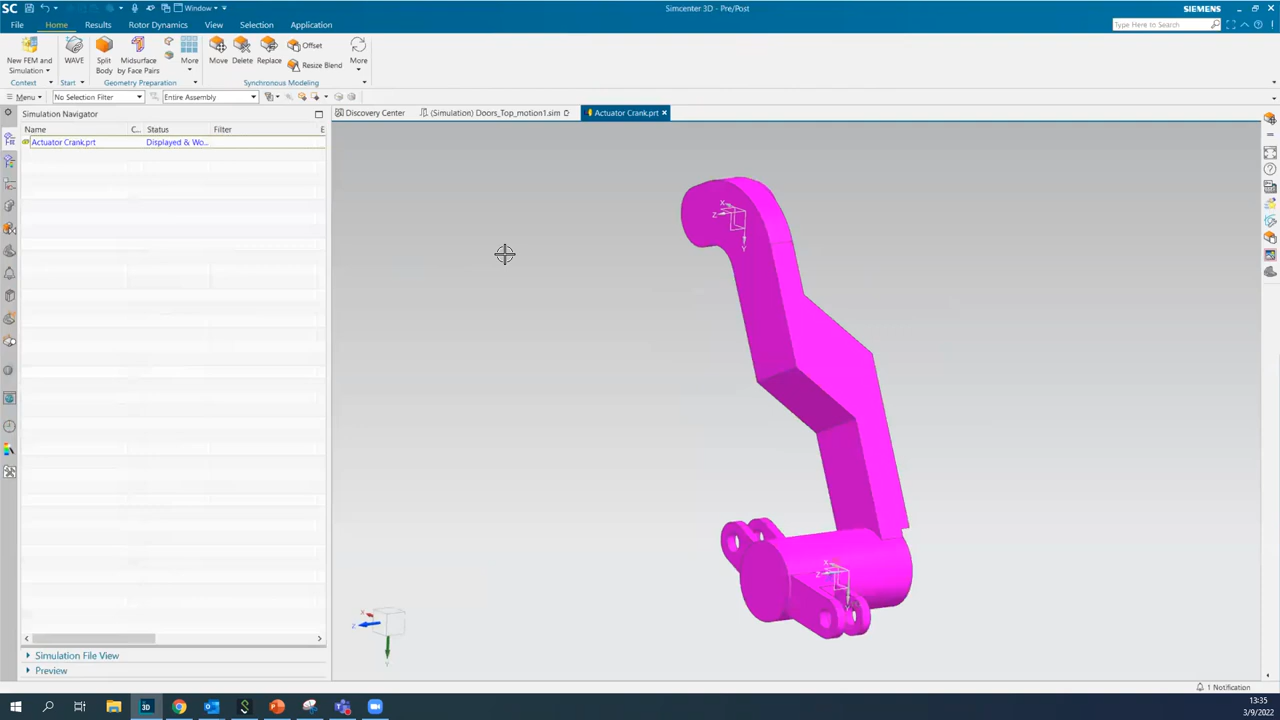 SC
Window
Simcenter 3D - Pre/Post
SIEMENS
File
Home
Results
Rotor Dynamics
View
Selection
Tools
Application
Type Here to Search
New FEM and Simulation
WAVE
Split Body
Midsurface by Face Pairs
More
Move
Delete
Replace
Offset
Resize Blend
More
Context
Start
Geometry Preparation
Synchronous Modeling
Menu
No Selection Filter
Entire Assembly
Simulation Navigator
Discovery Center
(Simulation) Doors_Top_motion1.sim
Actuator Crank.prt
Name
C...
Status
Filter
E
Actuator Crank.prt
Displayed & Wo...
X
Z
Y
X
Z
X
Z
Y
Simulation File View
Preview
1 Notification
3D
13:35
3/9/2022